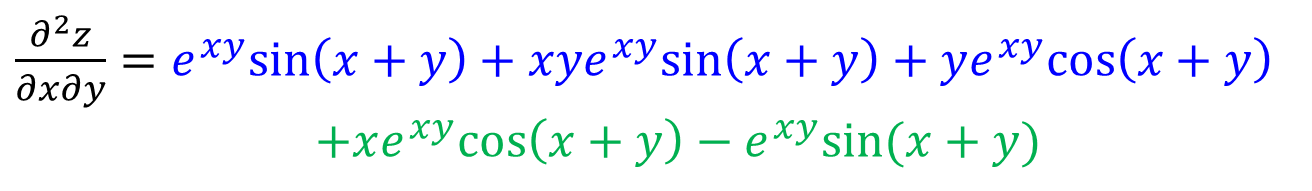 ∂²z/∂x∂y = e^{xy}sin(x + y) + xye^{xy}sin(x + y) + ye^{xy}cos(x + y)
+xe^{xy}cos(x + y) − e^{xy}sin(x + y)